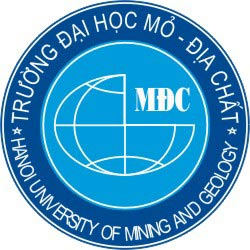 TRƯỜNG ĐẠI HỌC MỎ - ĐỊA CHẤT
MĐC
HANOI UNIVERSITY OF MINING AND GEOLOGY